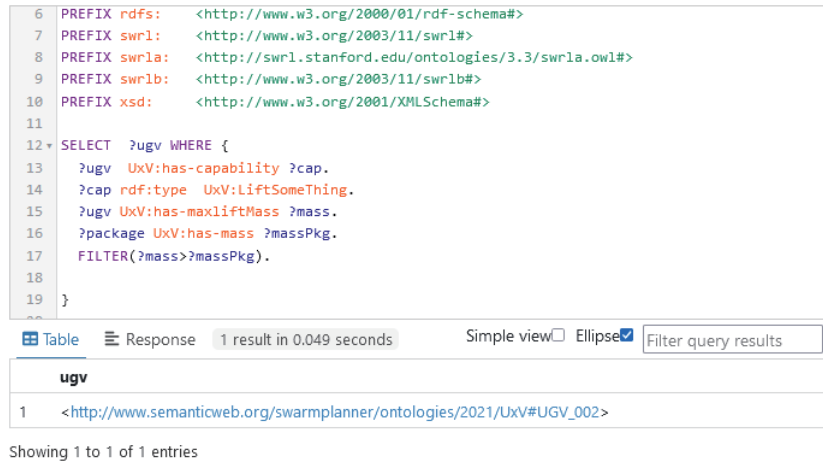 6 PREFIX rdfs: <http://www.w3.org/2000/01/rdf-schema#>
7 PREFIX swrl: <http://www.w3.org/2003/11/swrl#>
8 PREFIX swrla: <http://swrl.stanford.edu/ontologies/3.3/swrla.owl#>
9 PREFIX swrlb: <http://www.w3.org/2003/11/swrlb#>
10 PREFIX xsd: <http://www.w3.org/2001/XMLSchema#>
11
12 SELECT ?ugv WHERE {
13 ?ugv UxV:has-capability ?cap.
14 ?cap rdf:type UxV:LiftSomeThing.
15 ?ugv UxV:has-maxliftMass ?mass.
16 ?package UxV:has-mass ?massPkg.
17 FILTER(?mass>?massPkg).
18
19 }
Table Response 1 result in 0.049 seconds Simple view Ellipse Filter query results
ugv
1 <http://www.semanticweb.org/swarmplanner/ontologies/2021/UxV#UGV_002>
Showing 1 to 1 of 1 entries